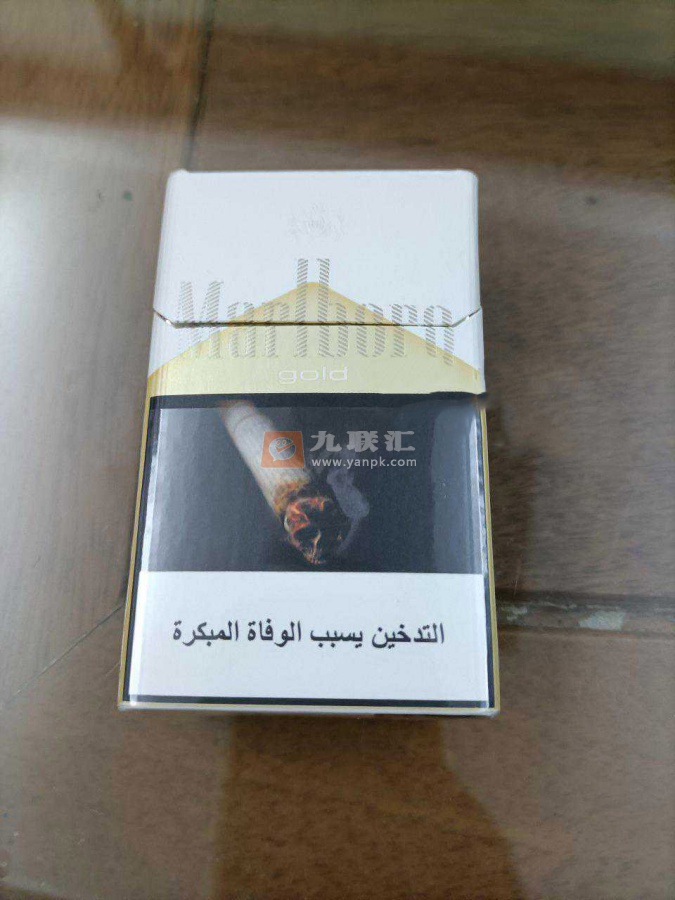 Marlboro
gold
九联汇
www.yanpk.com
التدخين يسبب الوفاة المبكرة